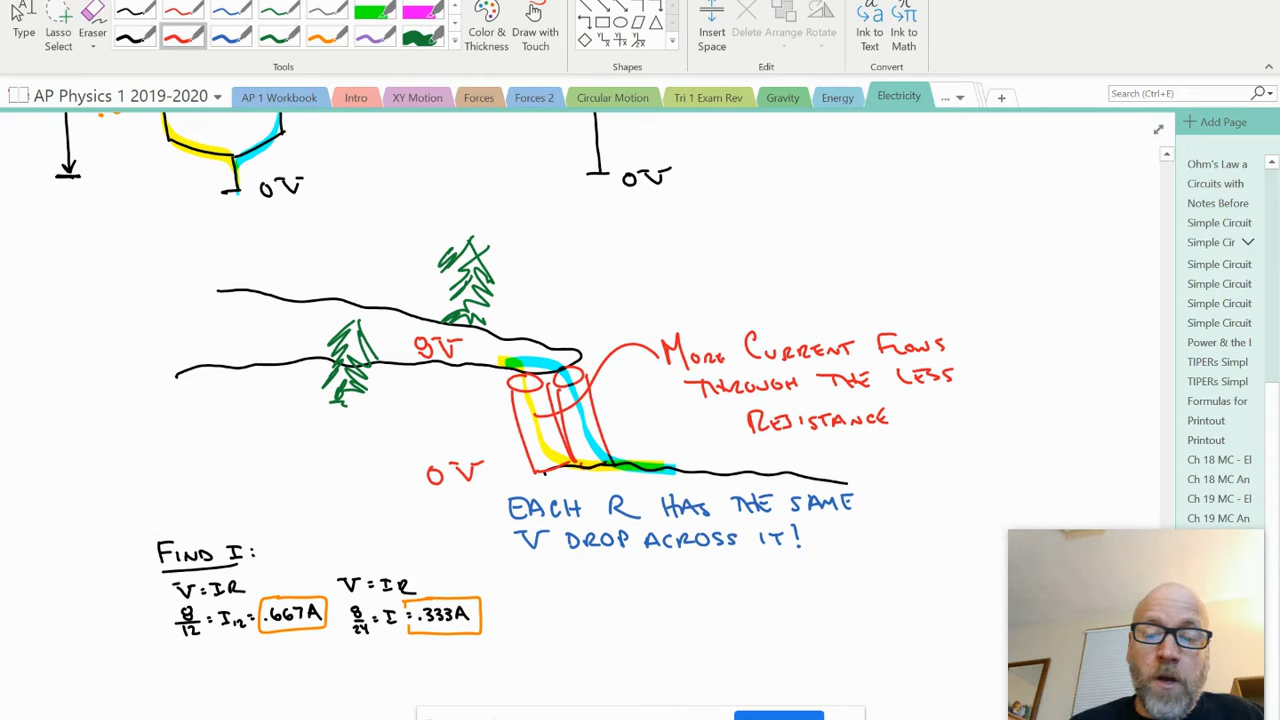 Type
Lasso
Select
Eraser
Color &
Thickness
Draw with
Touch
Insert
Space
Delete
Arrange
Rotate
Ink to
Text
Ink to
Math
Tools
Shapes
Edit
Convert
AP Physics 1 2019-2020
AP 1 Workbook
Intro
XY Motion
Forces
Forces 2
Circular Motion
Tri 1 Exam Rev
Gravity
Energy
Electricity
...
Search (Ctrl+E)
Add Page
Ohm's Law a
Circuits with
Notes Before
Simple Circuit
Simple Cir
Simple Circuit
Simple Circuit
Simple Circuit
Power & the I
TIPERs Simpl
TIPERs Simpl
Formulas for
Printout
Printout
Ch 18 MC - El
Ch 18 MC An
Ch 19 MC - El
Ch 19 MC An
0V
0V
9V
MORE CURRENT FLOWS
THROUGH THE LESS
RESISTANCE
0V
EACH R HAS THE SAME
V DROP ACROSS IT!
FIND I:
V=IR
8/12 = I12 = .667A
V=IR
8/24 = I = .333A